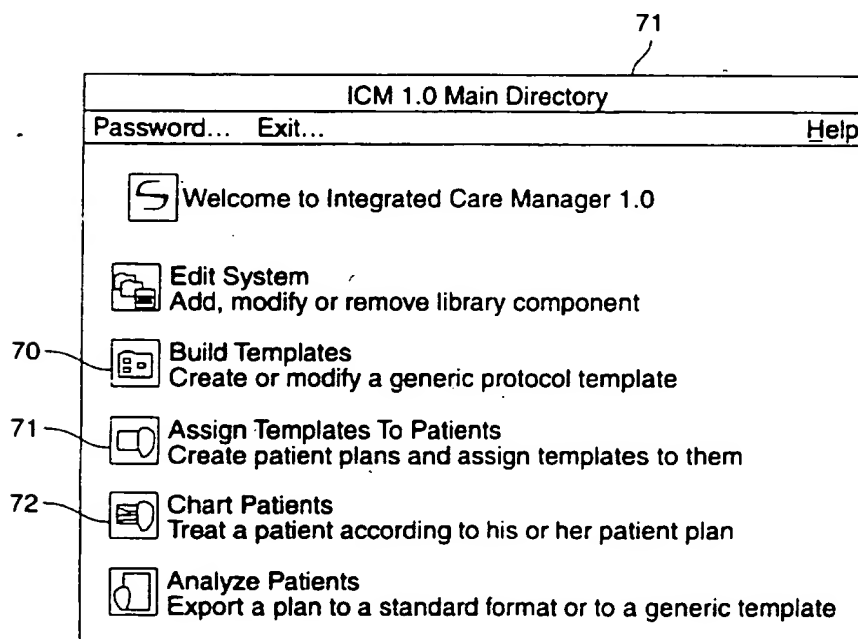 71
ICM 1.0 Main Directory
Password... Exit... Help
Welcome to Integrated Care Manager 1.0
Edit System
Add, modify or remove library component
70
Build Templates
Create or modify a generic protocol template
71
Assign Templates To Patients
Create patient plans and assign templates to them
72
Chart Patients
Treat a patient according to his or her patient plan
Analyze Patients
Export a plan to a standard format or to a generic template